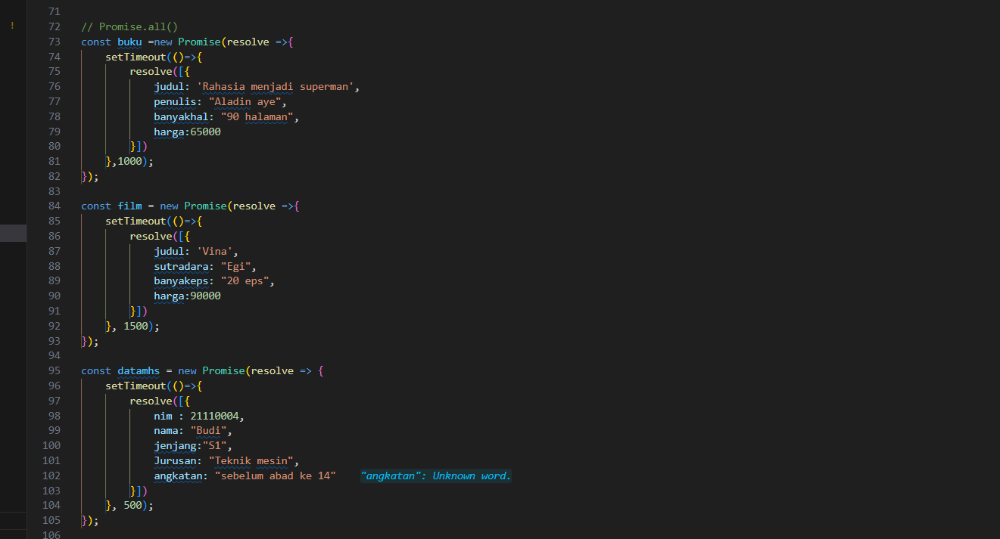 71
72 // Promise.all()
73 const buku =new Promise(resolve =>{
74     setTimeout(()=>{
75         resolve([{
76             judul: 'Rahasia menjadi superman',
77             penulis: "Aladin aye",
78             banyakhal: "90 halaman",
79             harga:65000
80         }])
81     },1000);
82 });
83
84 const film = new Promise(resolve =>{
85     setTimeout(()=>{
86         resolve([{
87             judul: 'Vina',
88             sutradara: "Egi",
89             banyakeps: "20 eps",
90             harga:90000
91         }])
92     }, 1500);
93 });
94
95 const datamhs = new Promise(resolve => {
96     setTimeout(()=>{
97         resolve([{
98             nim : 21110004,
99             nama: "Budi",
100             jenjang:"S1",
101             Jurusan: "Teknik mesin",
102             angkatan: "sebelum abad ke 14"    "angkatan": Unknown word.
103         }])
104     }, 500);
105 });
106